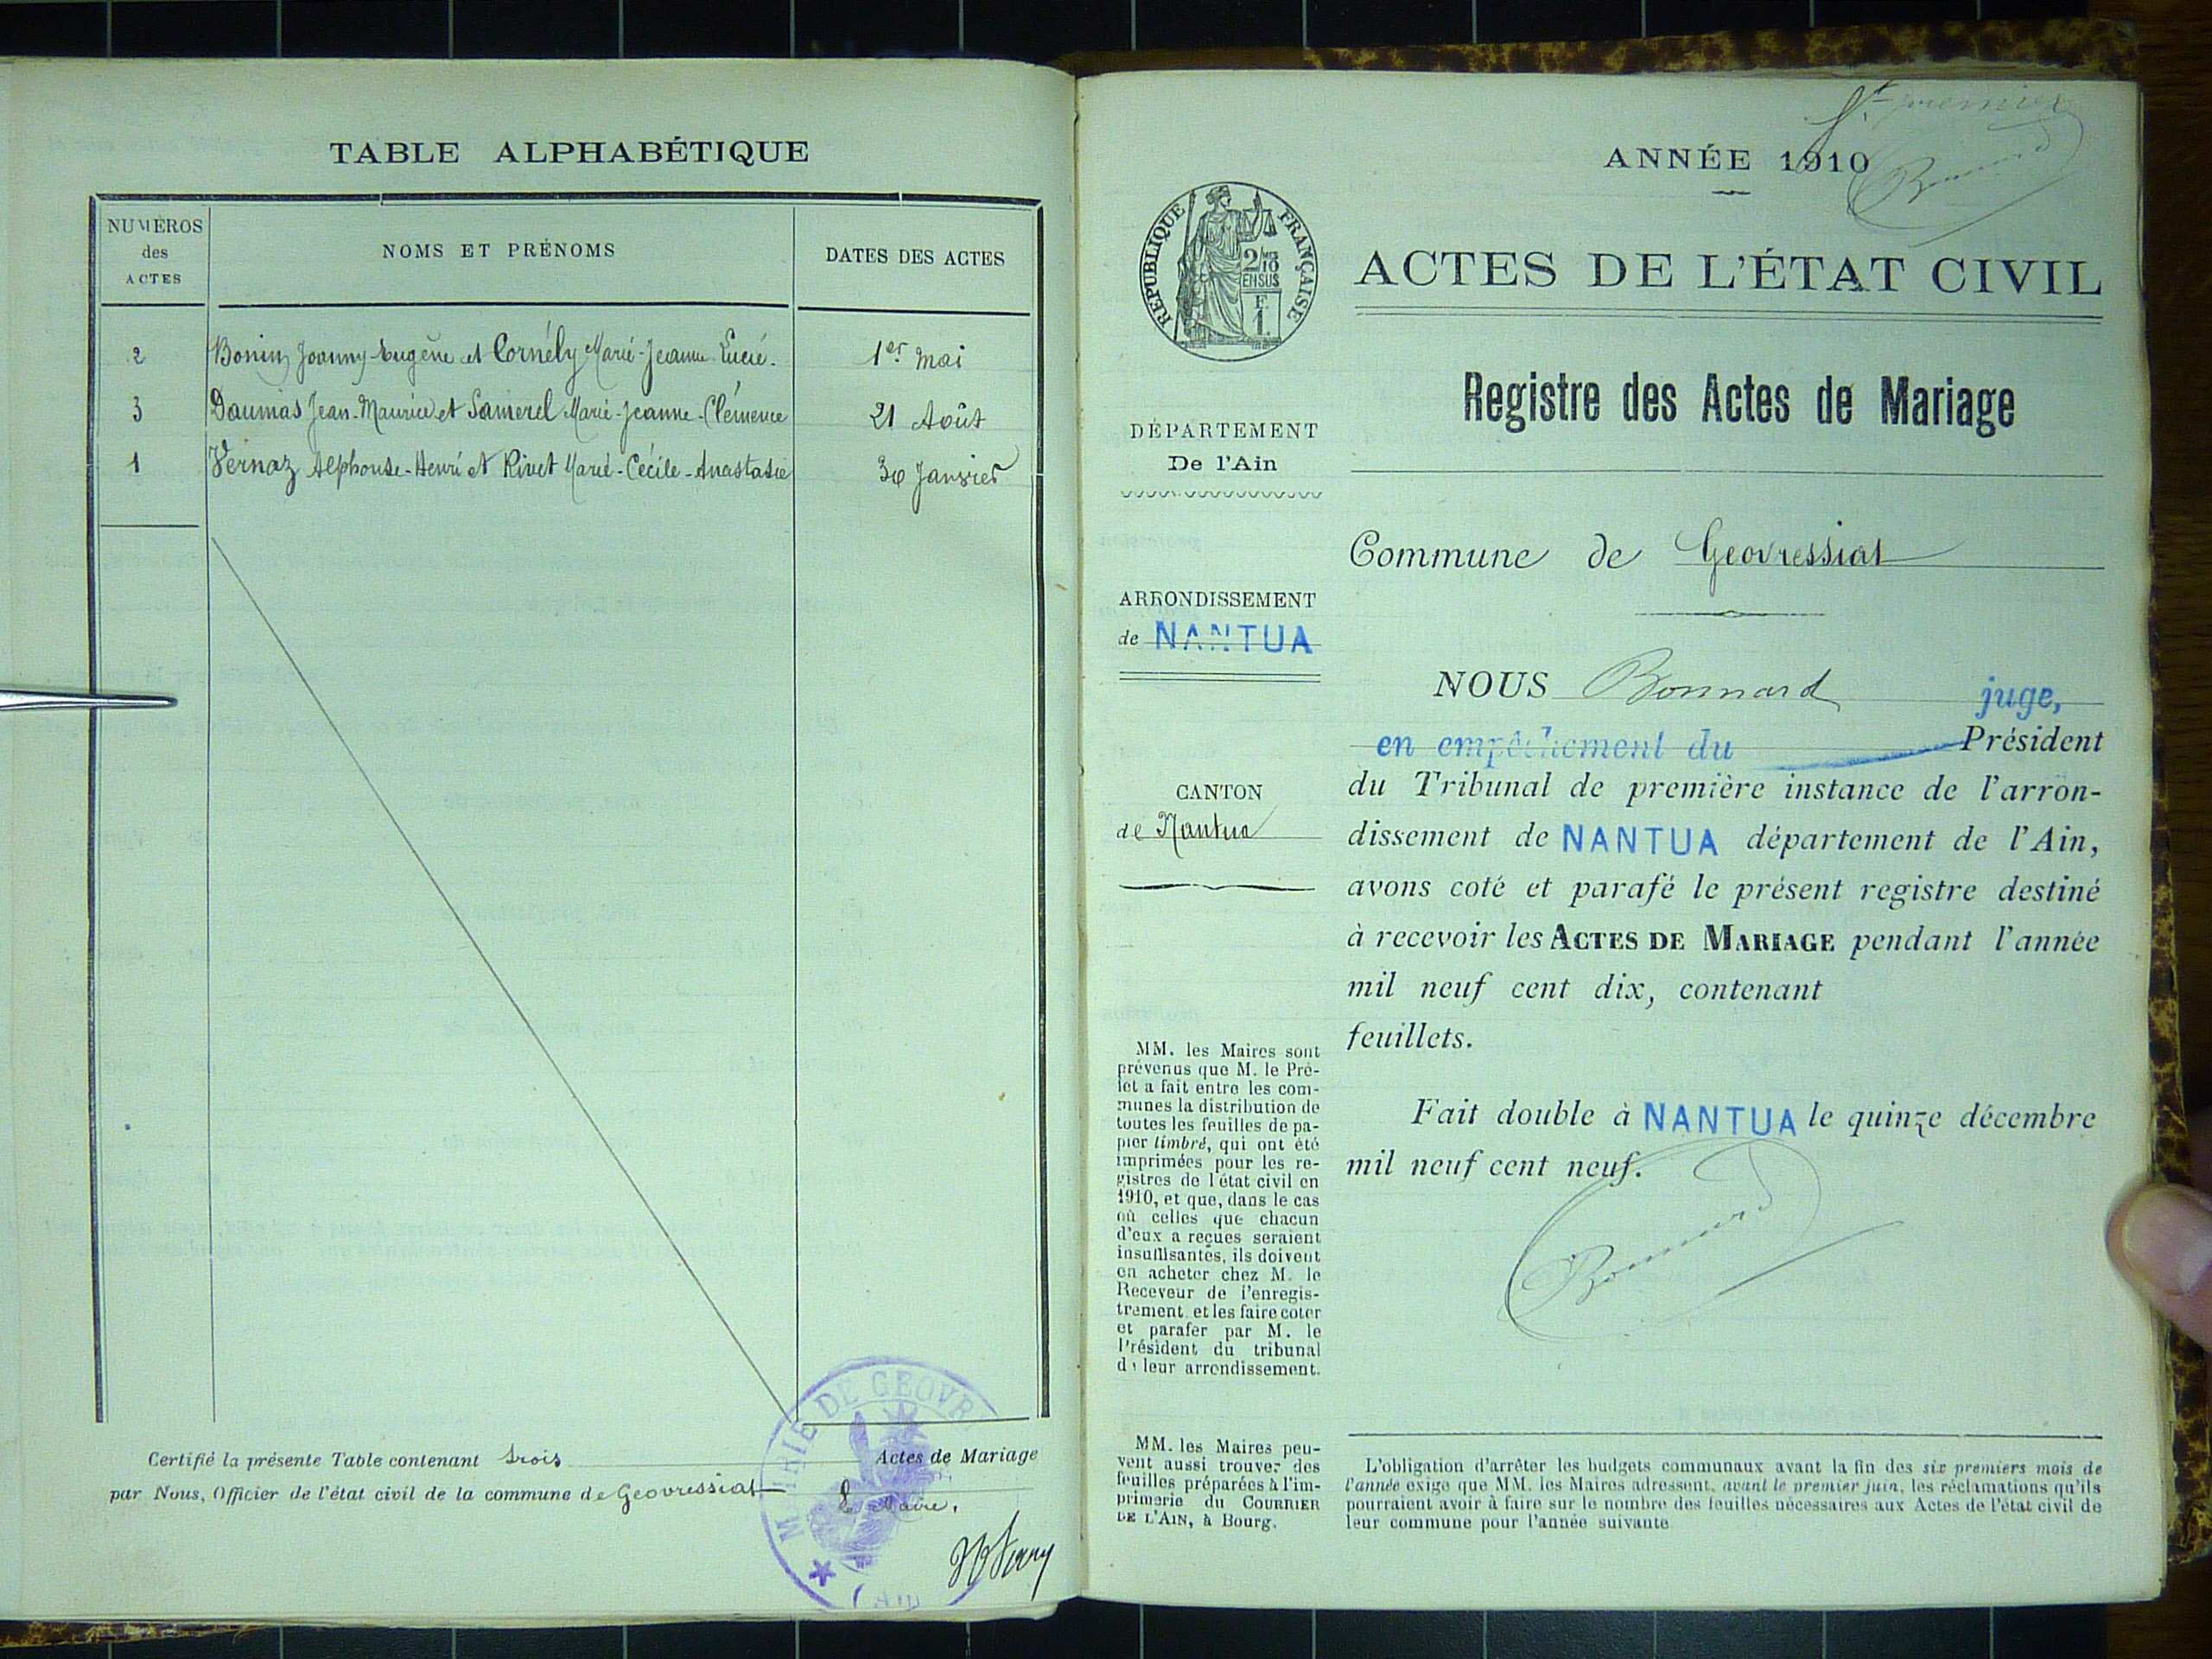 TABLE ALPHABÉTIQUE
NUMÉROS
des
ACTES
NOMS ET PRÉNOMS
DATES DES ACTES
2 Bonin Joanny Eugène et Cornély Marie-Jeanne-Lucie. 1er Mai
3 Daumas Jean-Maurice et Samerel Marie-Jeanne-Clémence 21 Août
1 Vernaz Alphonse-Henri et Rivet Marie-Cécile-Anastasie 30 Janvier
Certifié la présente Table contenant trois Actes de Mariage
par Nous, Officier de l'état civil de la commune de Geovressiat
Le Maire,
MAIRIE DE GEOVR
(AIN
St premier
Bonnard
ANNÉE 1910
REPUBLIQUE FRANÇAISE
ACTES DE L'ÉTAT CIVIL
Registre des Actes de Mariage
DÉPARTEMENT
De l'Ain
ARRONDISSEMENT
de NANTUA
CANTON
de Nantua
MM. les Maires sont
prévenus que M. le Pré-
fet a fait entre les com-
munes la distribution de
toutes les feuilles de pa-
pier timbré, qui ont été
imprimées pour les re-
gistres de l'état civil en
1910, et que, dans le cas
où celles que chacun
d'eux a reçues seraient
insuffisantes, ils doivent
en acheter chez M. le
Receveur de l'enregis-
trement, et les faire coter
et parafer par M. le
Président du tribunal
de leur arrondissement.
MM. les Maires peu-
vent aussi trouver des
feuilles préparées à l'im-
primerie du COURRIER
DE L'AIN, à Bourg.
Commune de Geovressiat
NOUS Bonnard juge,
en empêchement du Président
du Tribunal de première instance de l'arron-
dissement de NANTUA département de l'Ain,
avons coté et parafé le présent registre destiné
à recevoir les ACTES DE MARIAGE pendant l'année
mil neuf cent dix, contenant
feuillets.
Fait double à NANTUA le quinze décembre
mil neuf cent neuf.
Bonnard
L'obligation d'arrêter les budgets communaux avant la fin des six premiers mois de
l'année exige que MM. les Maires adressent, avant le premier juin, les réclamations qu'ils
pourraient avoir à faire sur le nombre des feuilles nécessaires aux Actes de l'état civil de
leur commune pour l'année suivante